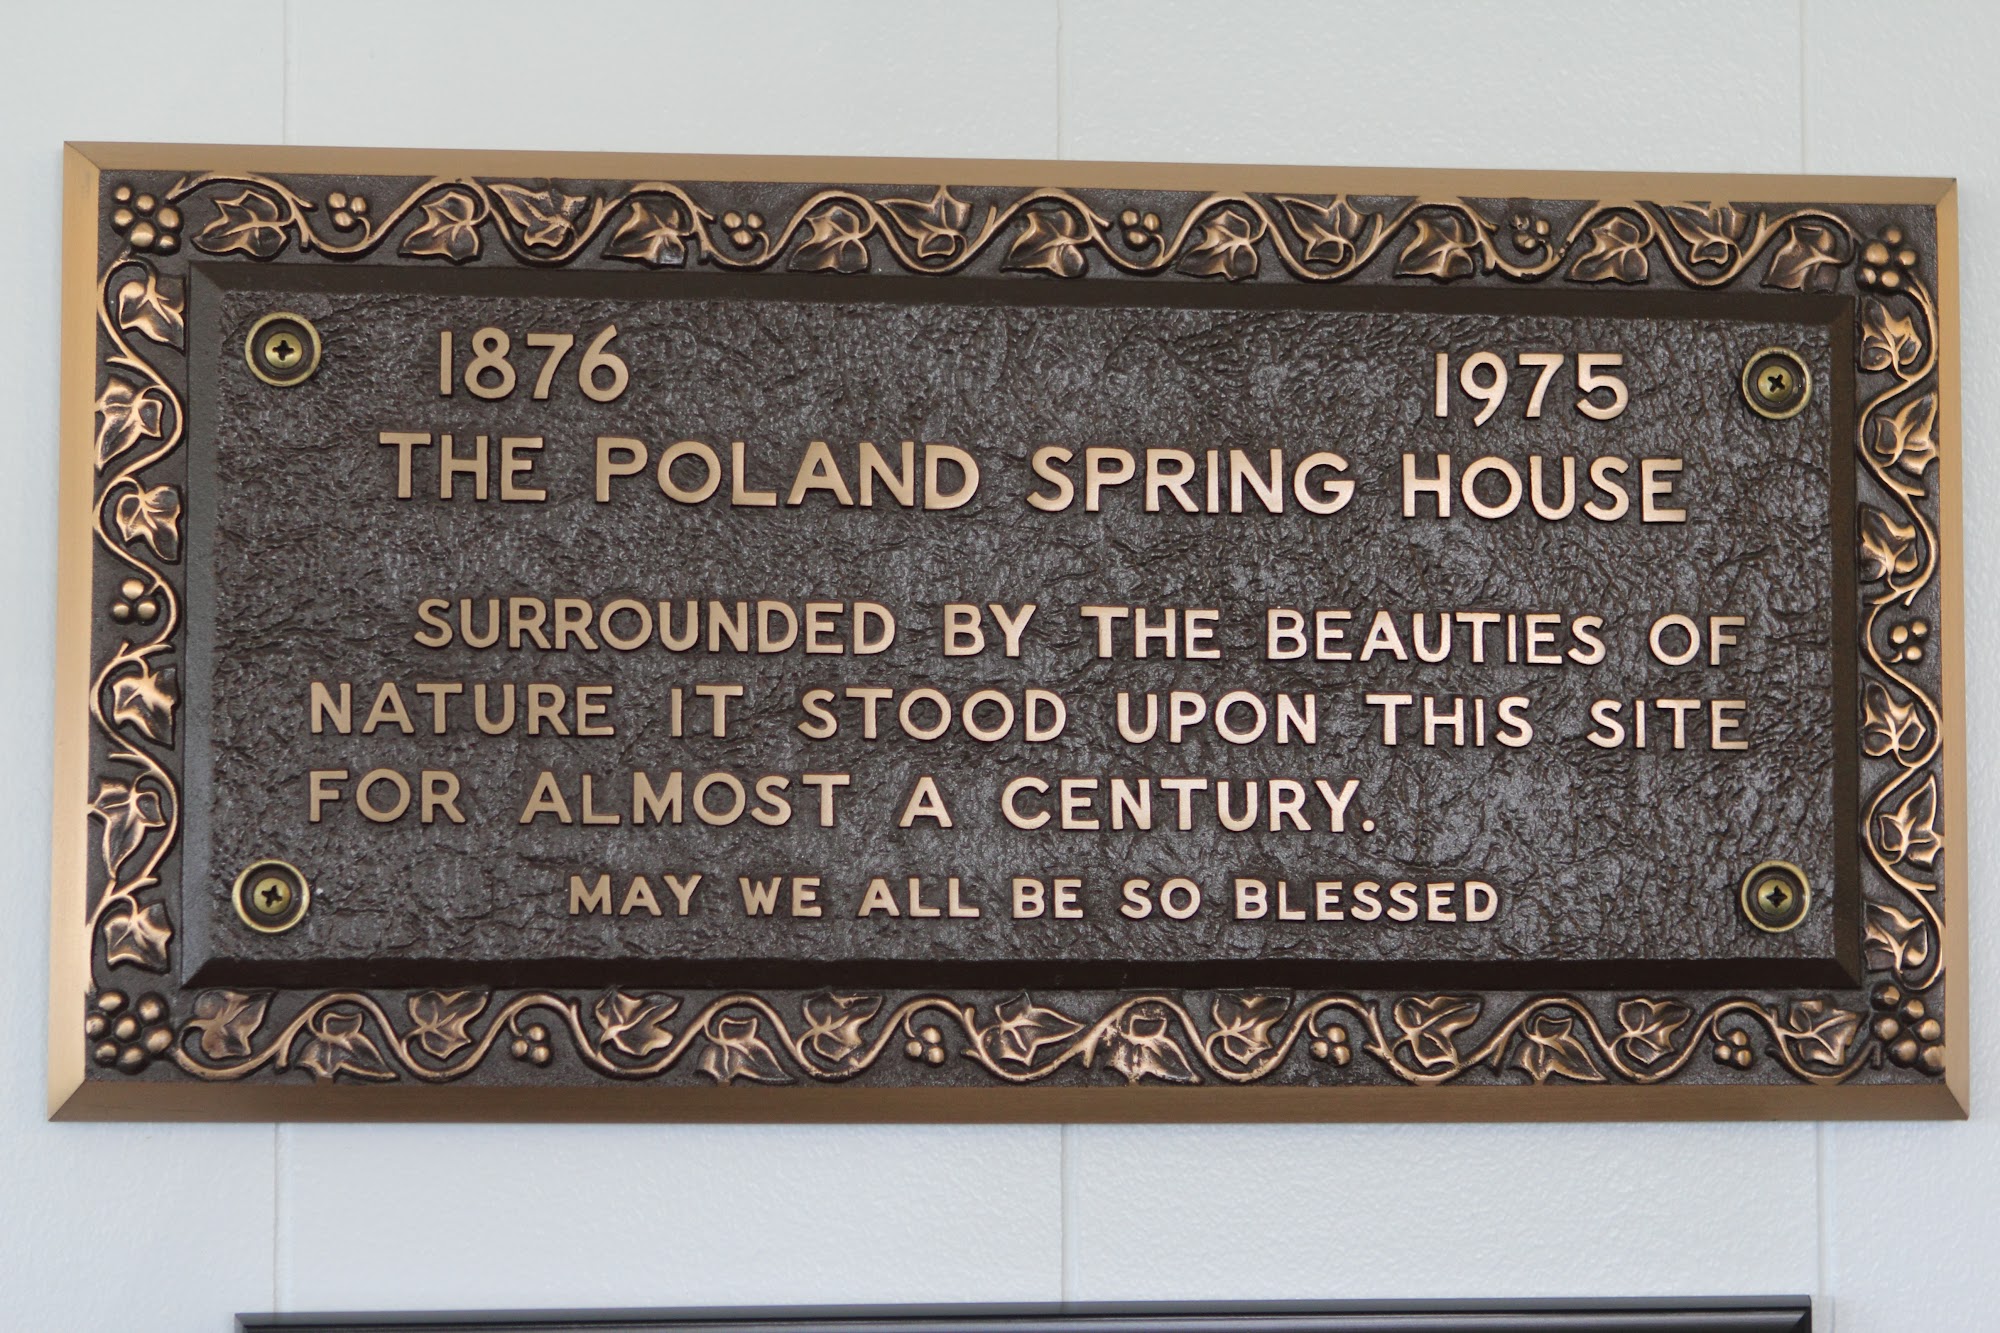 1876 1975
THE POLAND SPRING HOUSE
SURROUNDED BY THE BEAUTIES OF
NATURE IT STOOD UPON THIS SITE
FOR ALMOST A CENTURY.
MAY WE ALL BE SO BLESSED